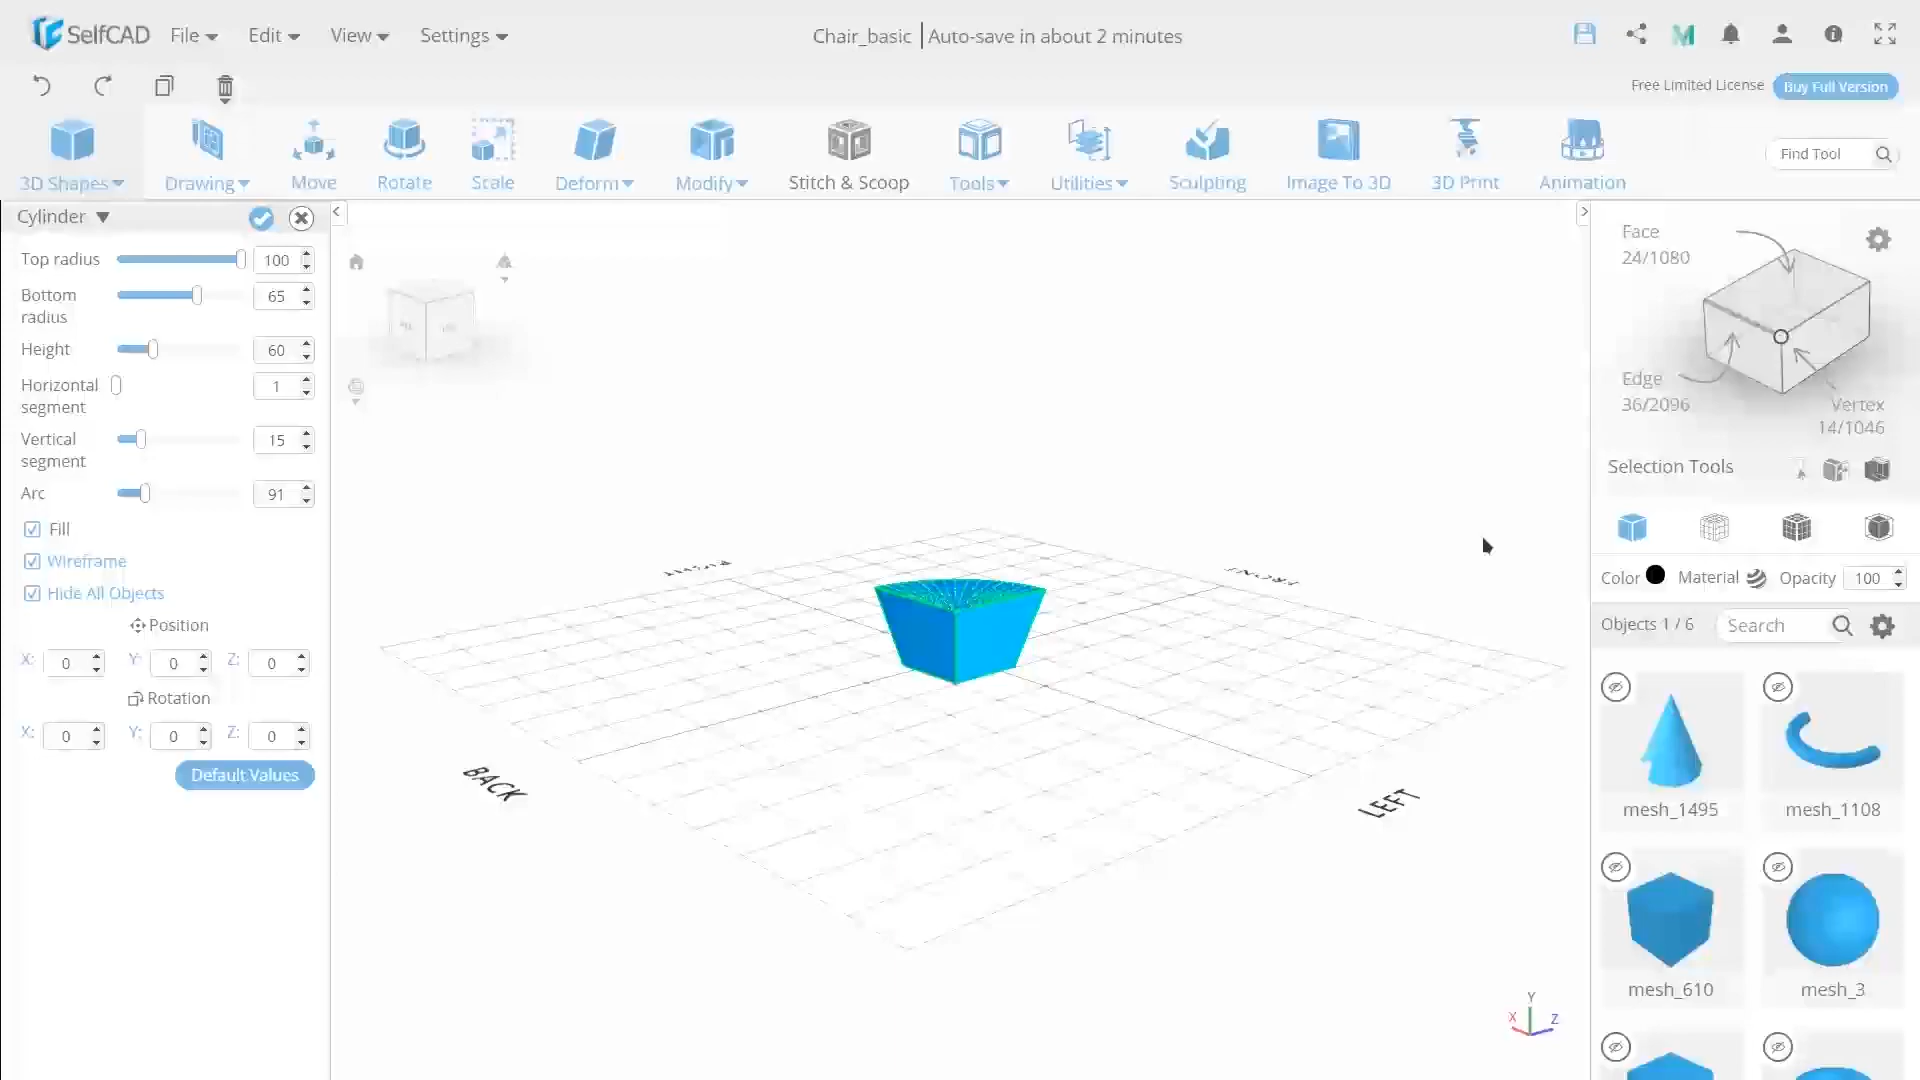 SelfCAD File Edit View Settings Chair_basic Auto-save in about 2 minutes
Free Limited License Buy Full Version
3D Shapes Drawing Move Rotate Scale Deform Modify Stitch & Scoop Tools Utilities Sculpting Image To 3D 3D Print Animation Find Tool
Cylinder
Top radius 100
Bottom radius 65
Height 60
Horizontal segment 1
Vertical segment 15
Arc 91
Fill
Wireframe
Hide All Objects
Position
X: 0 Y: 0 Z: 0
Rotation
X: 0 Y: 0 Z: 0
Default Values
RIGHT
FRONT
BACK
LEFT
Y
X Z
Face
24/1080
Edge
36/2096
Vertex
14/1046
Selection Tools
Color Material Opacity 100
Objects 1 / 6 Search
mesh_1495 mesh_1108
mesh_610 mesh_3